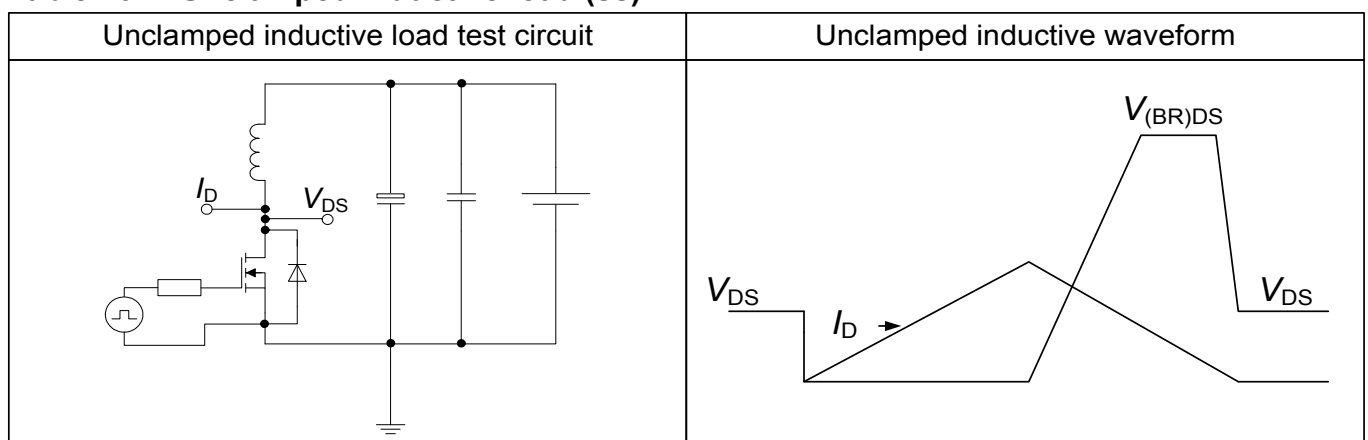 Unclamped inductive load test circuit
Unclamped inductive waveform
V(BR)DS
ID
VDS
VDS
ID
VDS